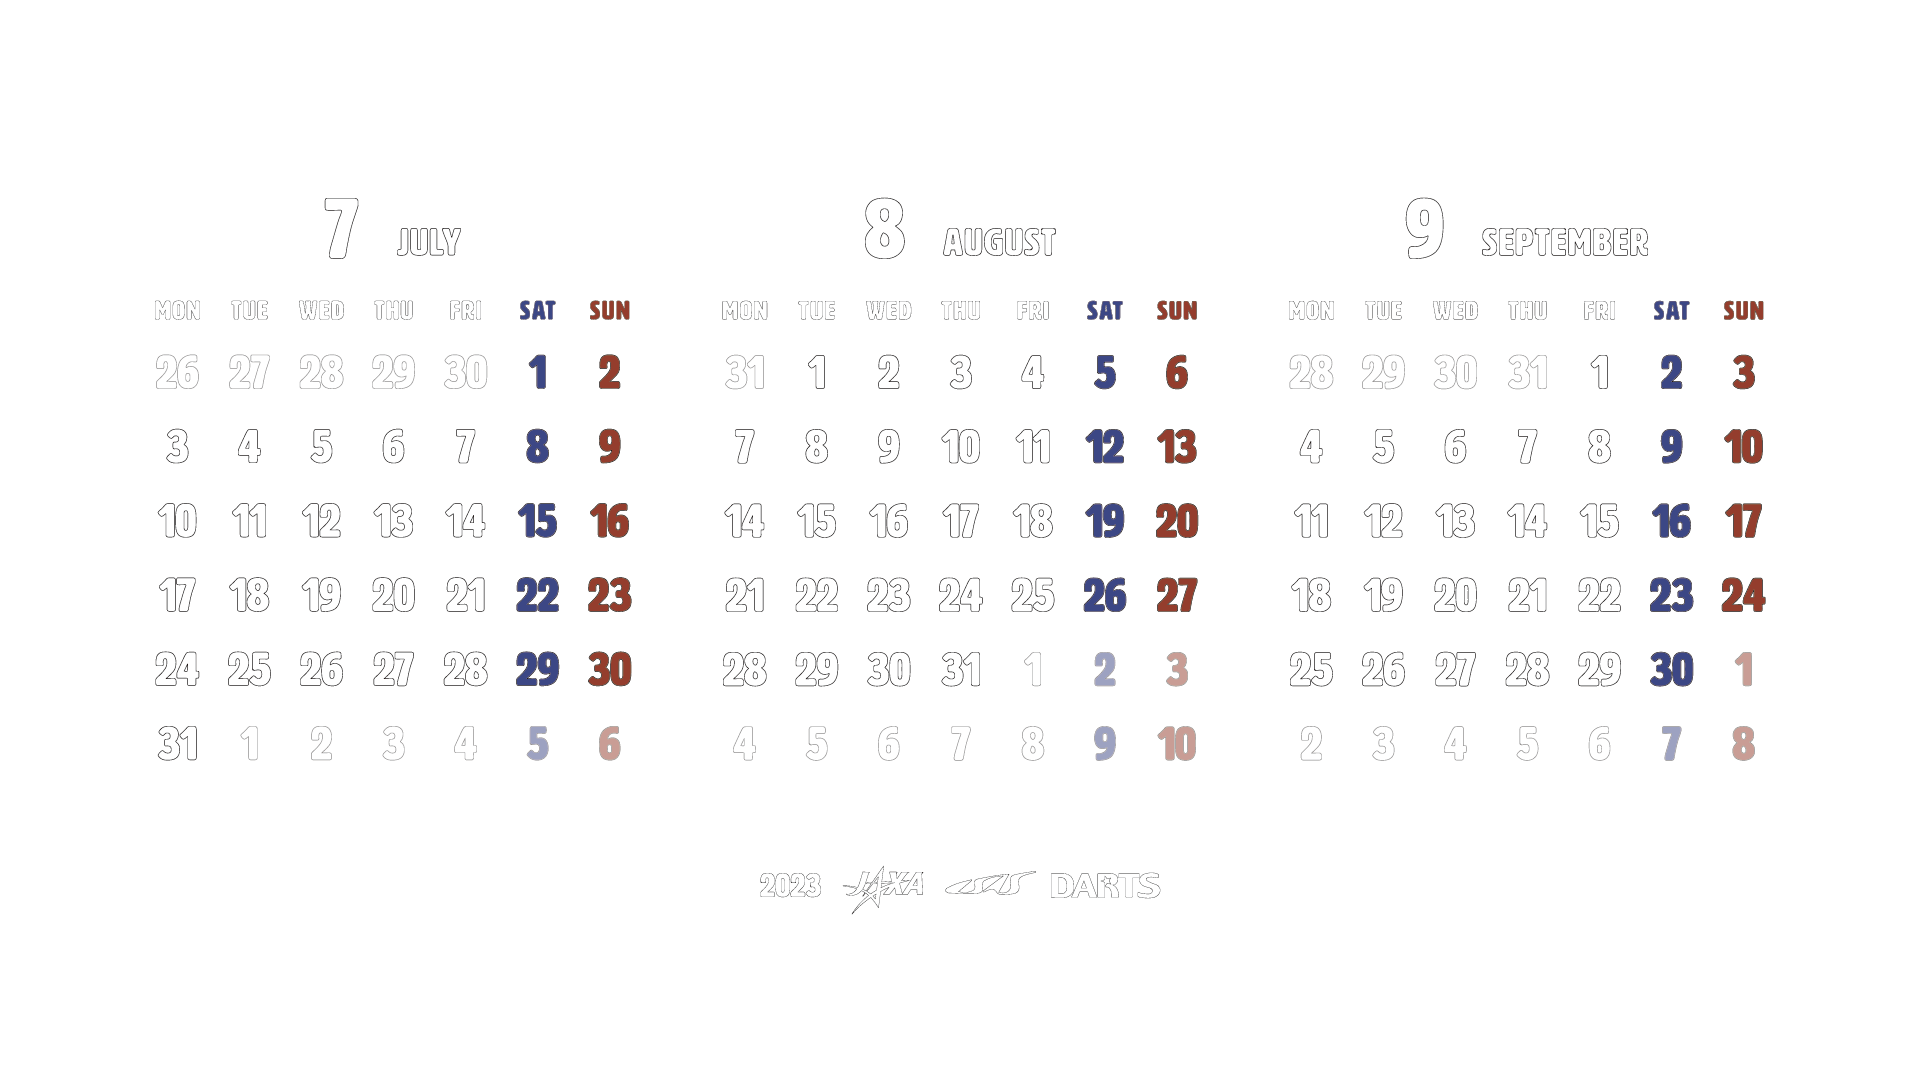 7 JULY
MON TUE WED THU FRI SAT SUN
26 27 28 29 30 1 2
3 4 5 6 7 8 9
10 11 12 13 14 15 16
17 18 19 20 21 22 23
24 25 26 27 28 29 30
31 1 2 3 4 5 6
8 AUGUST
MON TUE WED THU FRI SAT SUN
31 1 2 3 4 5 6
7 8 9 10 11 12 13
14 15 16 17 18 19 20
21 22 23 24 25 26 27
28 29 30 31 1 2 3
4 5 6 7 8 9 10
9 SEPTEMBER
MON TUE WED THU FRI SAT SUN
28 29 30 31 1 2 3
4 5 6 7 8 9 10
11 12 13 14 15 16 17
18 19 20 21 22 23 24
25 26 27 28 29 30 1
2 3 4 5 6 7 8
2023 JAXA ISAS DARTS